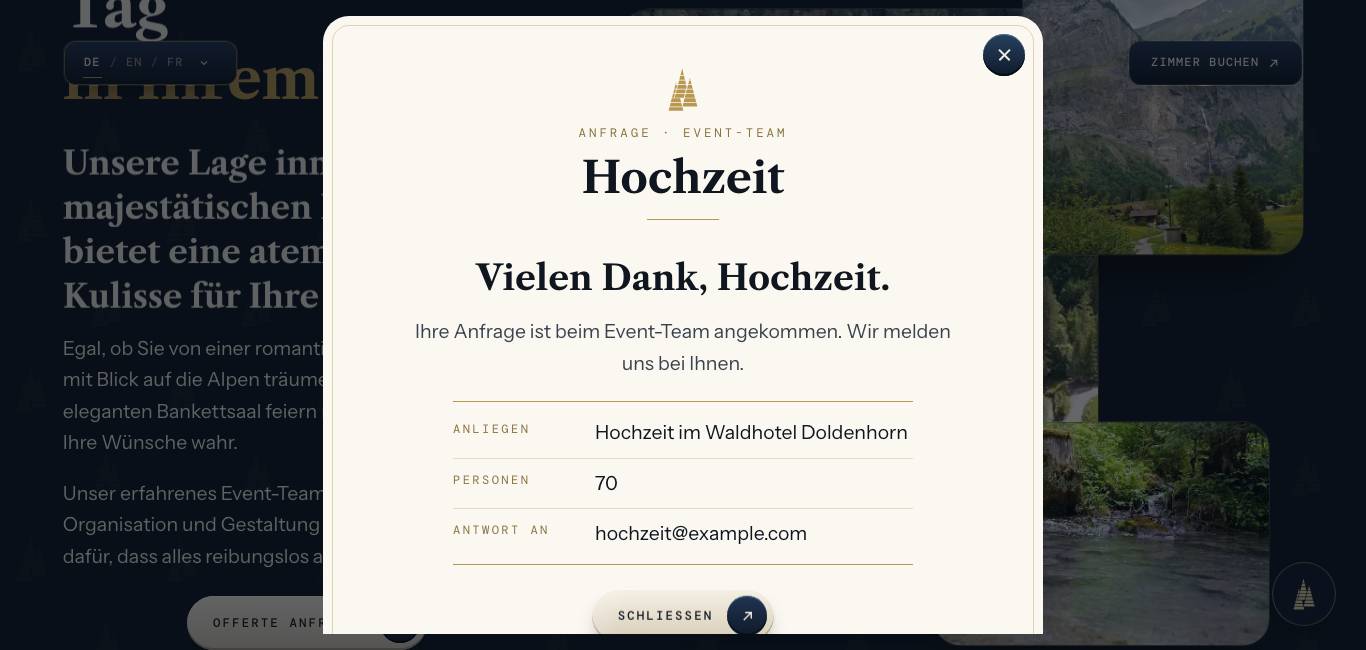 Tag
in Ihrem
DE / EN / FR
ZIMMER BUCHEN
Unsere Lage inn
majestätischen
bietet eine atem
Kulisse für Ihre
Egal, ob Sie von einer romanti
mit Blick auf die Alpen träume
eleganten Bankettsaal feiern
Ihre Wünsche wahr.
Unser erfahrenes Event-Team
Organisation und Gestaltung
dafür, dass alles reibungslos a
OFFERTE ANFR
ANFRAGE · EVENT-TEAM
Hochzeit
Vielen Dank, Hochzeit.
Ihre Anfrage ist beim Event-Team angekommen. Wir melden
uns bei Ihnen.
ANLIEGEN Hochzeit im Waldhotel Doldenhorn
PERSONEN 70
ANTWORT AN hochzeit@example.com
SCHLIESSEN